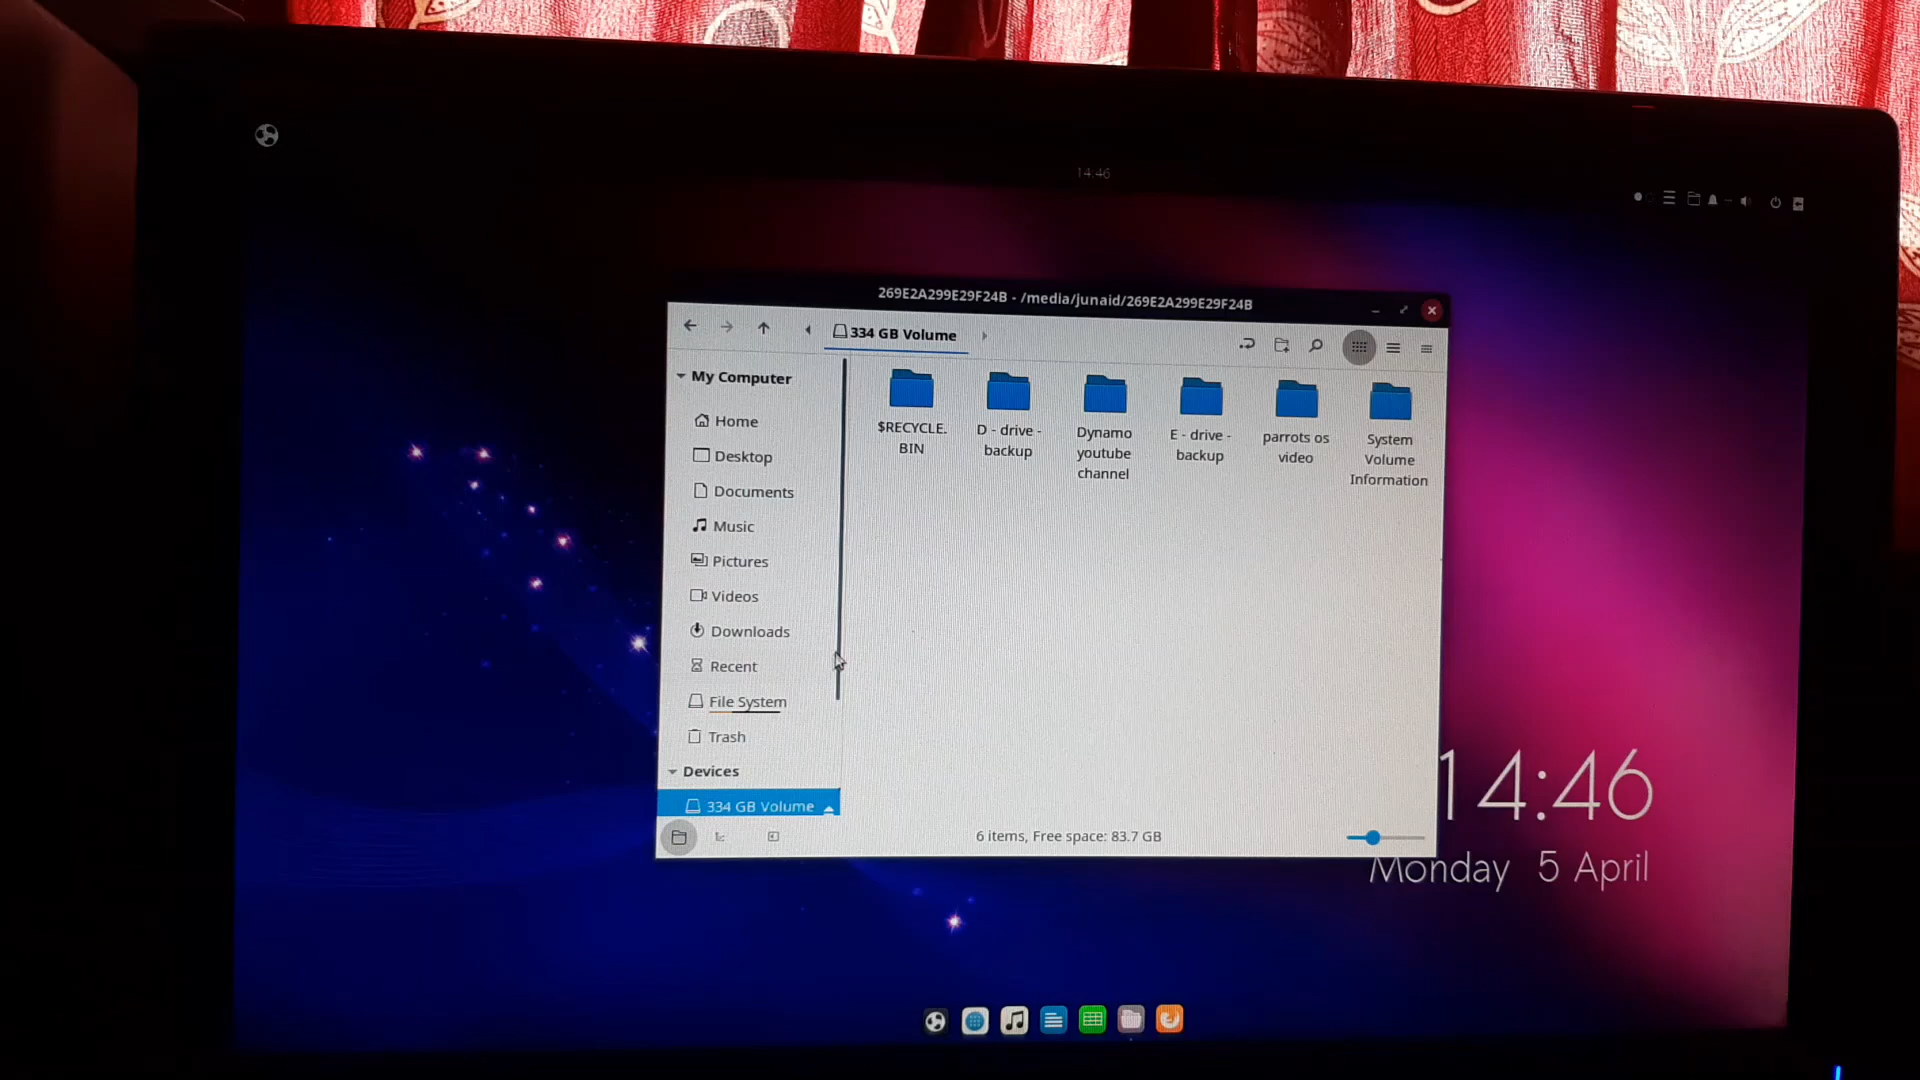 14:46
269E2A299E29F24B - /media/junaid/269E2A299E29F24B
334 GB Volume
My Computer
Home
Desktop
Documents
Music
Pictures
Videos
Downloads
Recent
File System
Trash
Devices
334 GB Volume
$RECYCLE.
BIN
D - drive -
backup
Dynamo
youtube
channel
E - drive -
backup
parrots os
video
System
Volume
Information
6 items, Free space: 83.7 GB
14:46
Monday 5 April